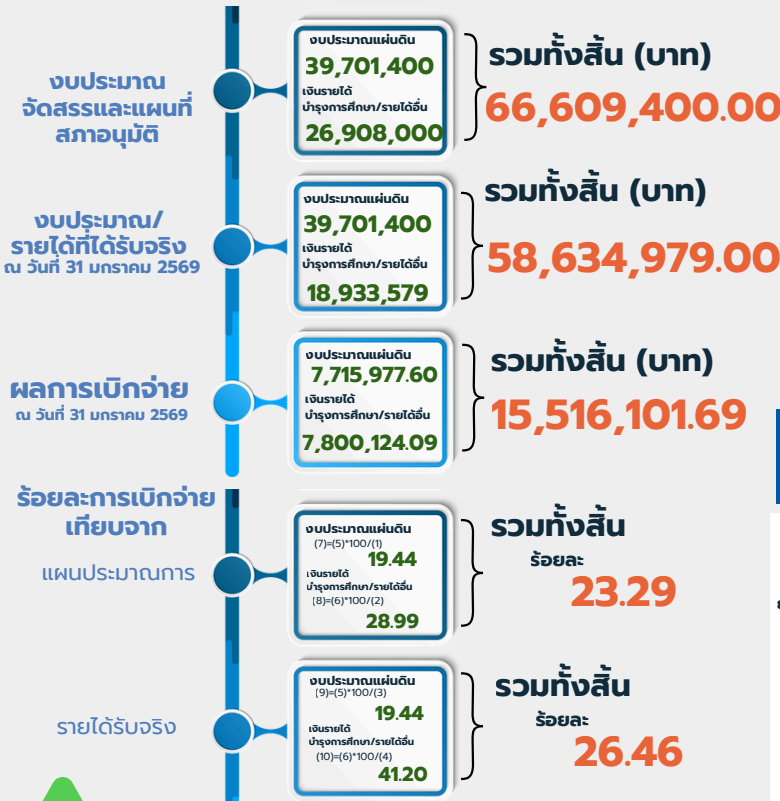 งบประมาณ
จัดสรรและแผนที่
สภาอนุมัติ
งบประมาณแผ่นดิน
39,701,400
เงินรายได้
บำรุงการศึกษา/รายได้อื่น
26,908,000
รวมทั้งสิ้น (บาท)
66,609,400.00
งบประมาณ/
รายได้ที่ได้รับจริง
ณ วันที่ 31 มกราคม 2569
งบประมาณแผ่นดิน
39,701,400
เงินรายได้
บำรุงการศึกษา/รายได้อื่น
18,933,579
รวมทั้งสิ้น (บาท)
58,634,979.00
ผลการเบิกจ่าย
ณ วันที่ 31 มกราคม 2569
งบประมาณแผ่นดิน
7,715,977.60
เงินรายได้
บำรุงการศึกษา/รายได้อื่น
7,800,124.09
รวมทั้งสิ้น (บาท)
15,516,101.69
ร้อยละการเบิกจ่าย
เทียบจาก
แผนประมาณการ
งบประมาณแผ่นดิน
(7)=(5)*100/(1)
19.44
เงินรายได้
บำรุงการศึกษา/รายได้อื่น
(8)=(6)*100/(2)
28.99
รวมทั้งสิ้น
ร้อยละ
23.29
รายได้รับจริง
งบประมาณแผ่นดิน
(9)=(5)*100/(3)
19.44
เงินรายได้
บำรุงการศึกษา/รายได้อื่น
(10)=(6)*100/(4)
41.20
รวมทั้งสิ้น
ร้อยละ
26.46